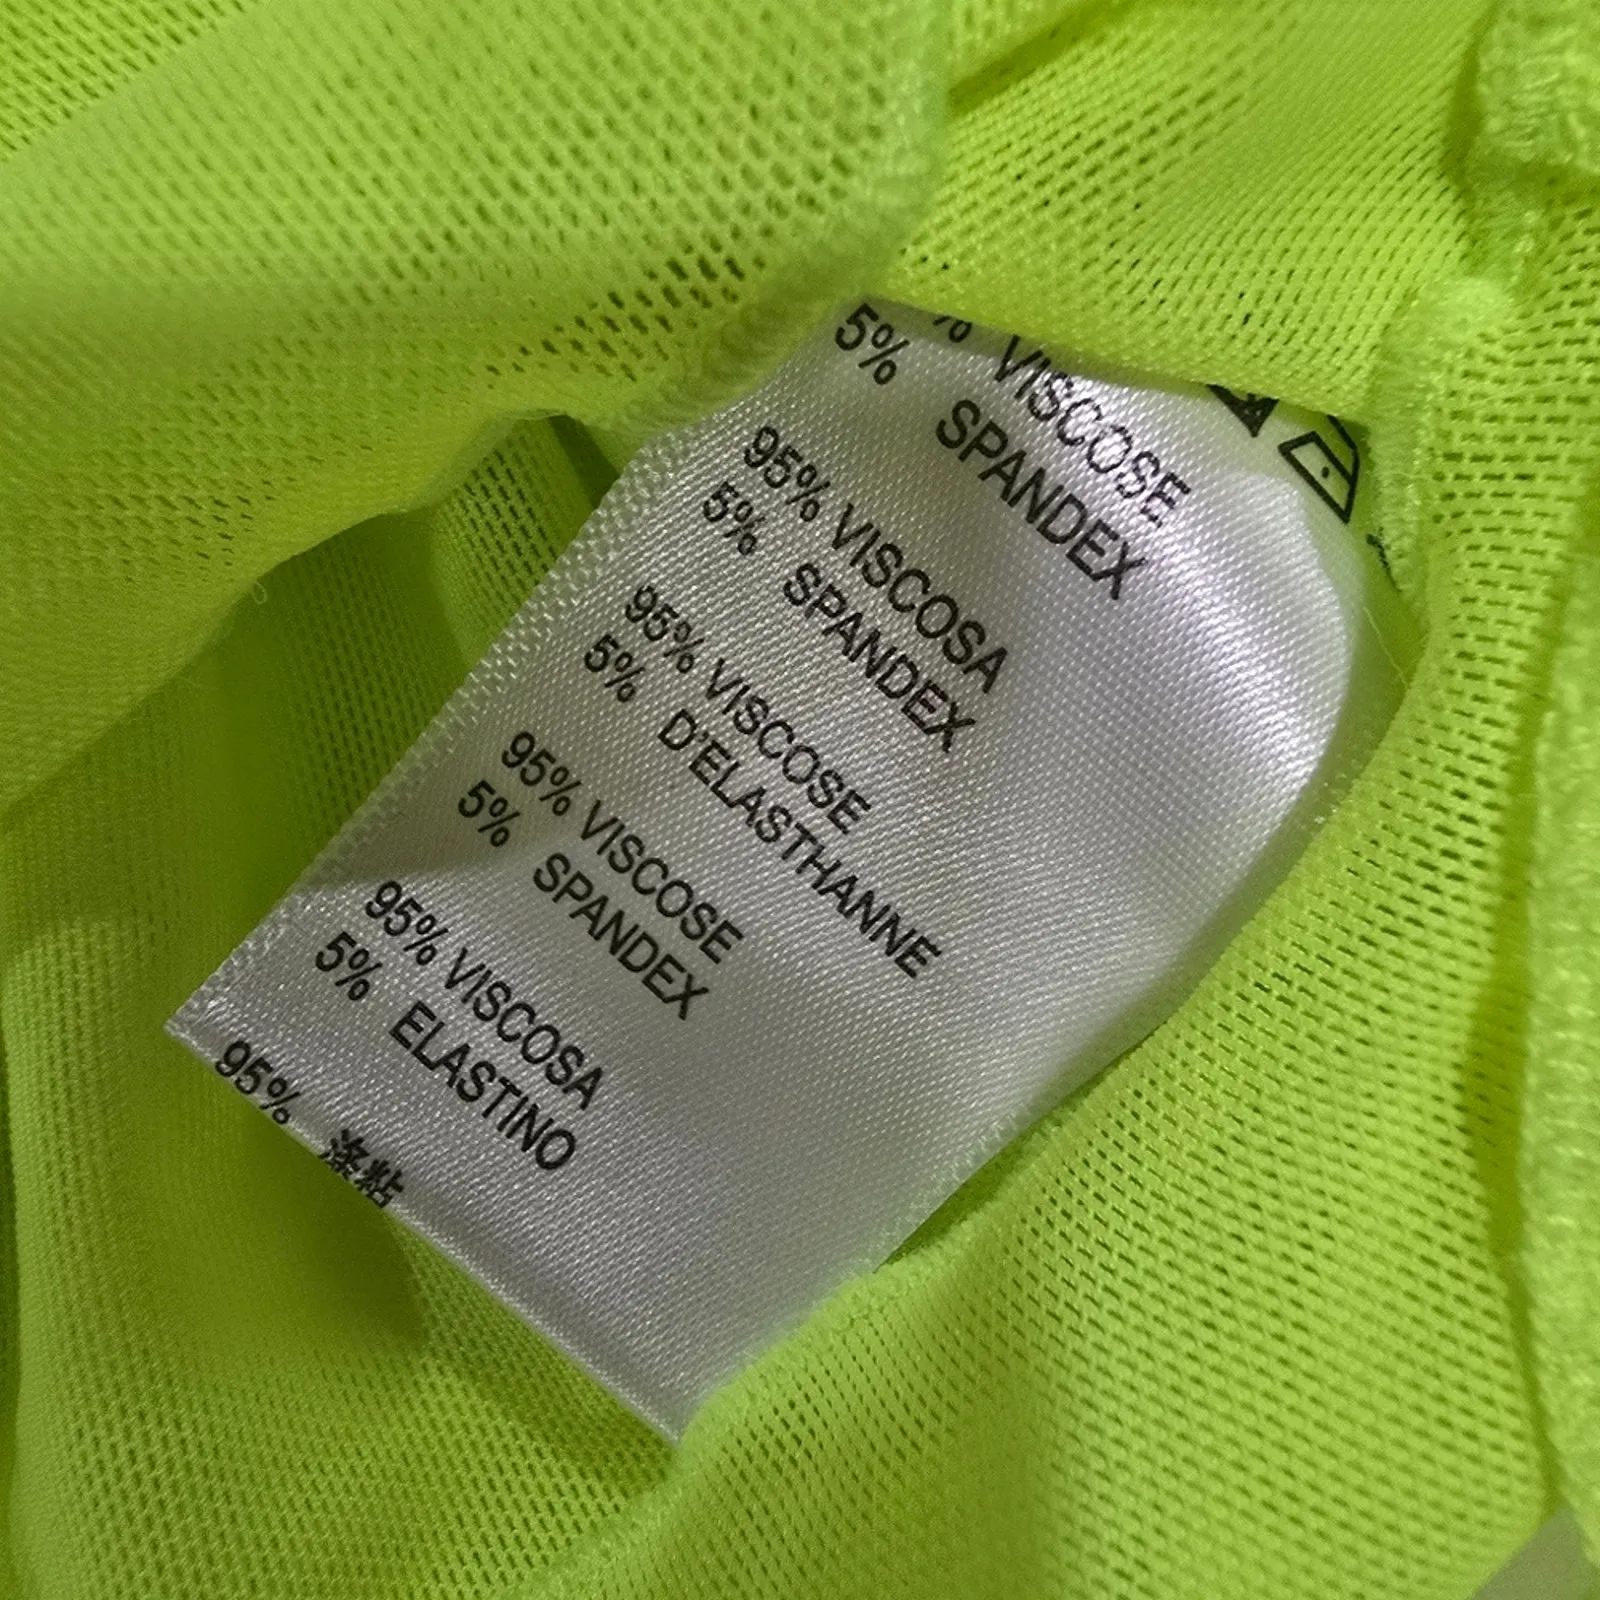 % VISCOSE
5% SPANDEX
95% VISCOSA
5% SPANDEX
95% VISCOSE
5% D'ELASTHANNE
95% VISCOSE
5% SPANDEX
95% VISCOSA
5% ELASTINO
95% 涤粘